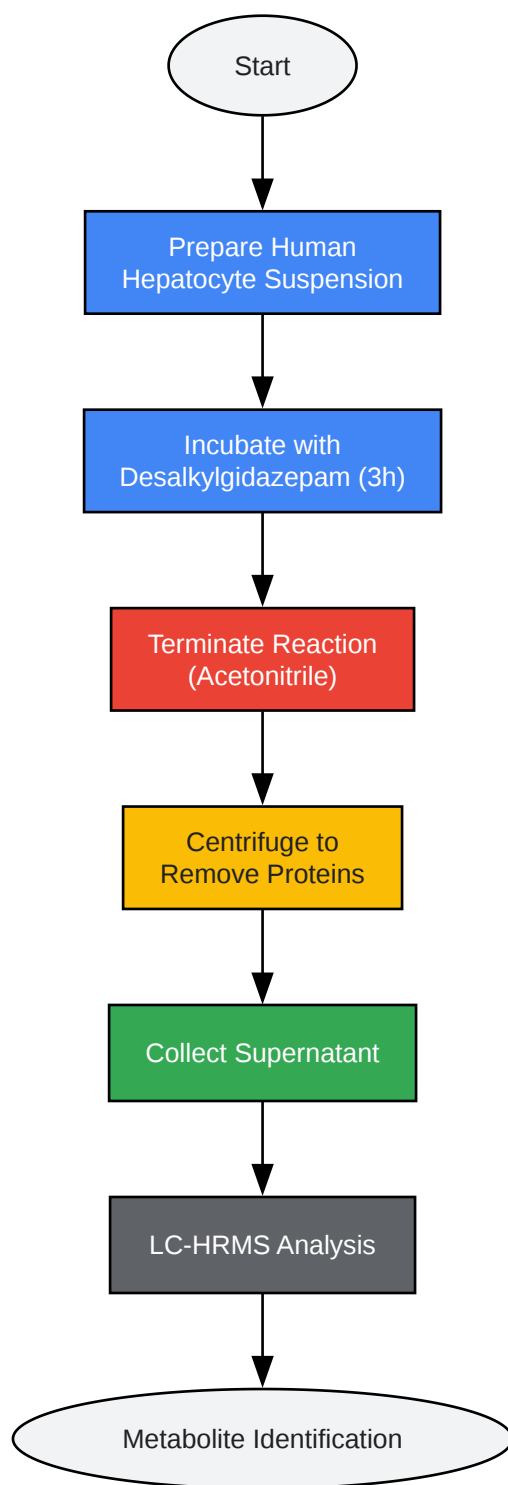 Start
Prepare Human
Hepatocyte Suspension
Incubate with
Desalkylgidazepam (3h)
Terminate Reaction
(Acetonitrile)
Centrifuge to
Remove Proteins
Collect Supernatant
LC-HRMS Analysis
Metabolite Identification